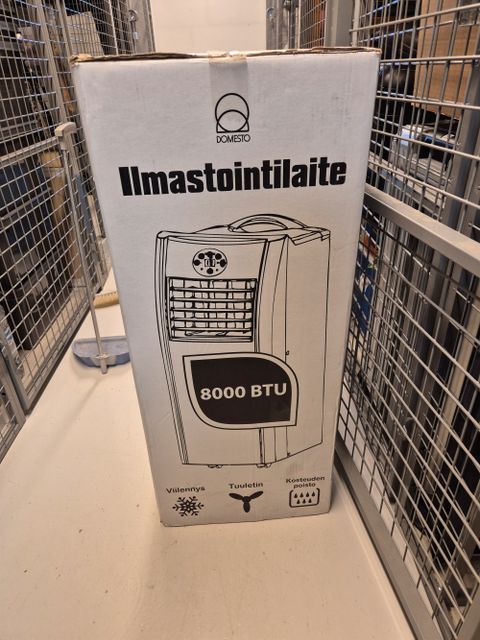 DOMESTO
Ilmastointilaite
8000 BTU
Viilennys
Tuuletin
Kosteuden
poisto